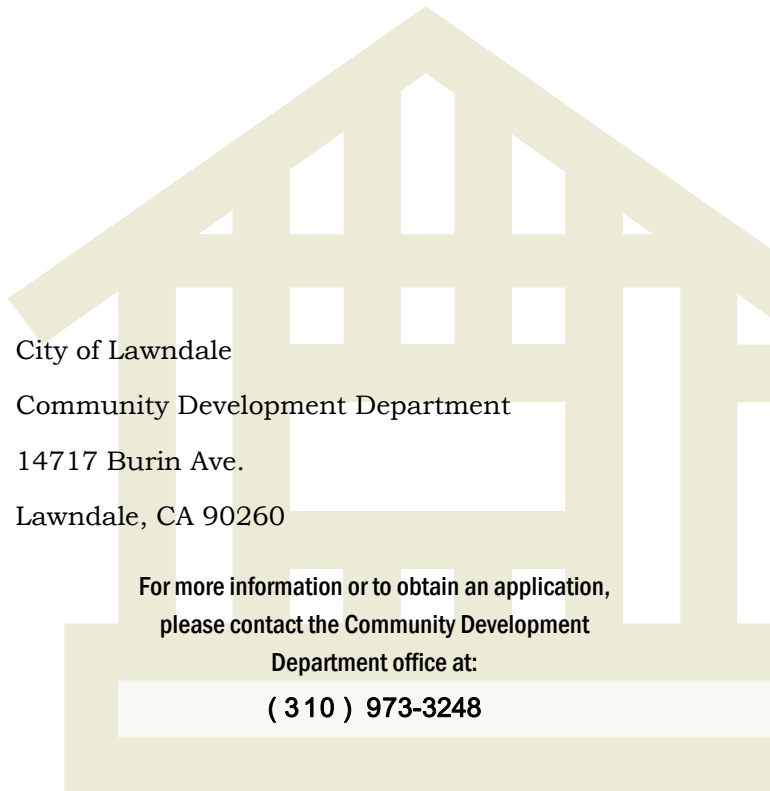 City of Lawndale
Community Development Department
14717 Burin Ave.
Lawndale, CA 90260
For more information or to obtain an application,
please contact the Community Development
Department office at:
( 310 ) 973-3248